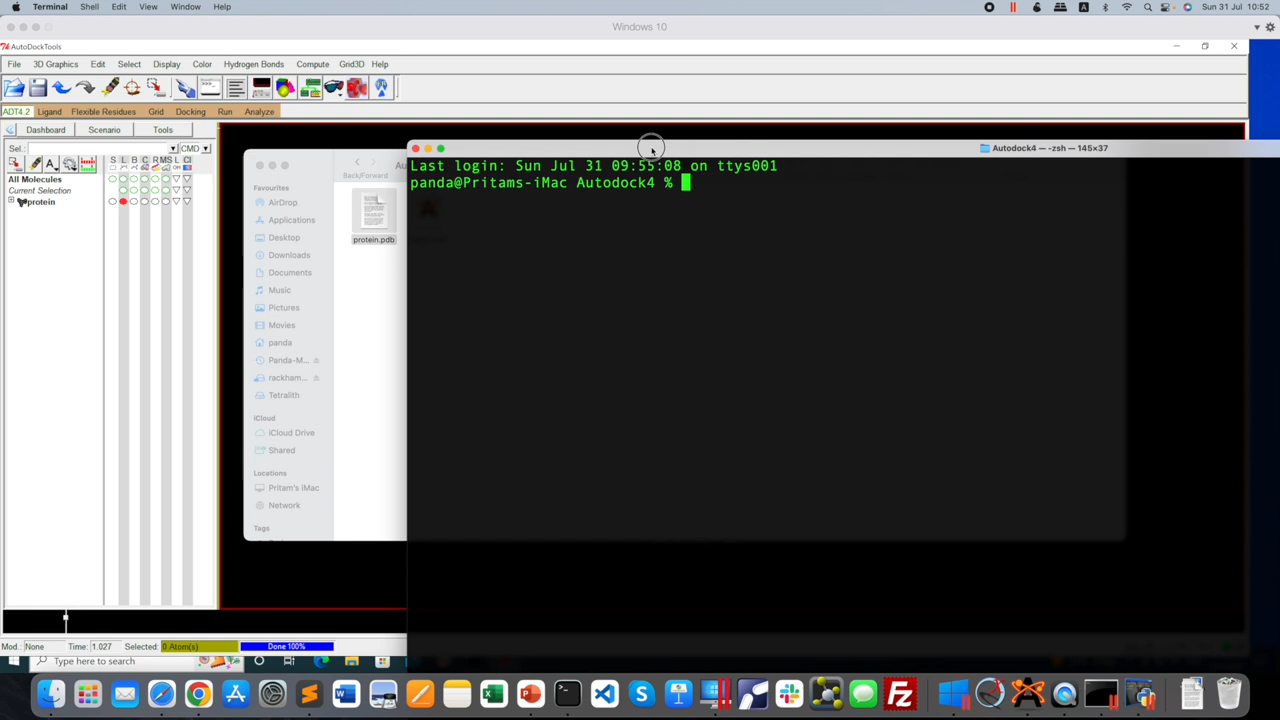 Terminal Shell Edit View Window Help A Sun 31 Jul 10:52
Windows 10
AutoDockTools
File 3D Graphics Edit Select Display Color Hydrogen Bonds Compute Grid3D Help
ADT4.2 Ligand Flexible Residues Grid Docking Run Analyze
Dashboard Scenario Tools
Sel.: CMD
S L B C R MS L Cl
All Molecules
Current Selection
protein
Back/Forward
Favourites
AirDrop
Applications
Desktop
Downloads
Documents
Music
Pictures
Movies
panda
Panda-M...
rackham...
Tetralith
iCloud
iCloud Drive
Shared
Locations
Pritam's iMac
Network
Tags
protein.pdb
Autodock4 — -zsh — 145×37
Last login: Sun Jul 31 09:55:08 on ttys001
panda@Pritams-iMac Autodock4 %
Mod.: None Time: 1.027 Selected: 0 Atom(s) Done 100%
Type here to search